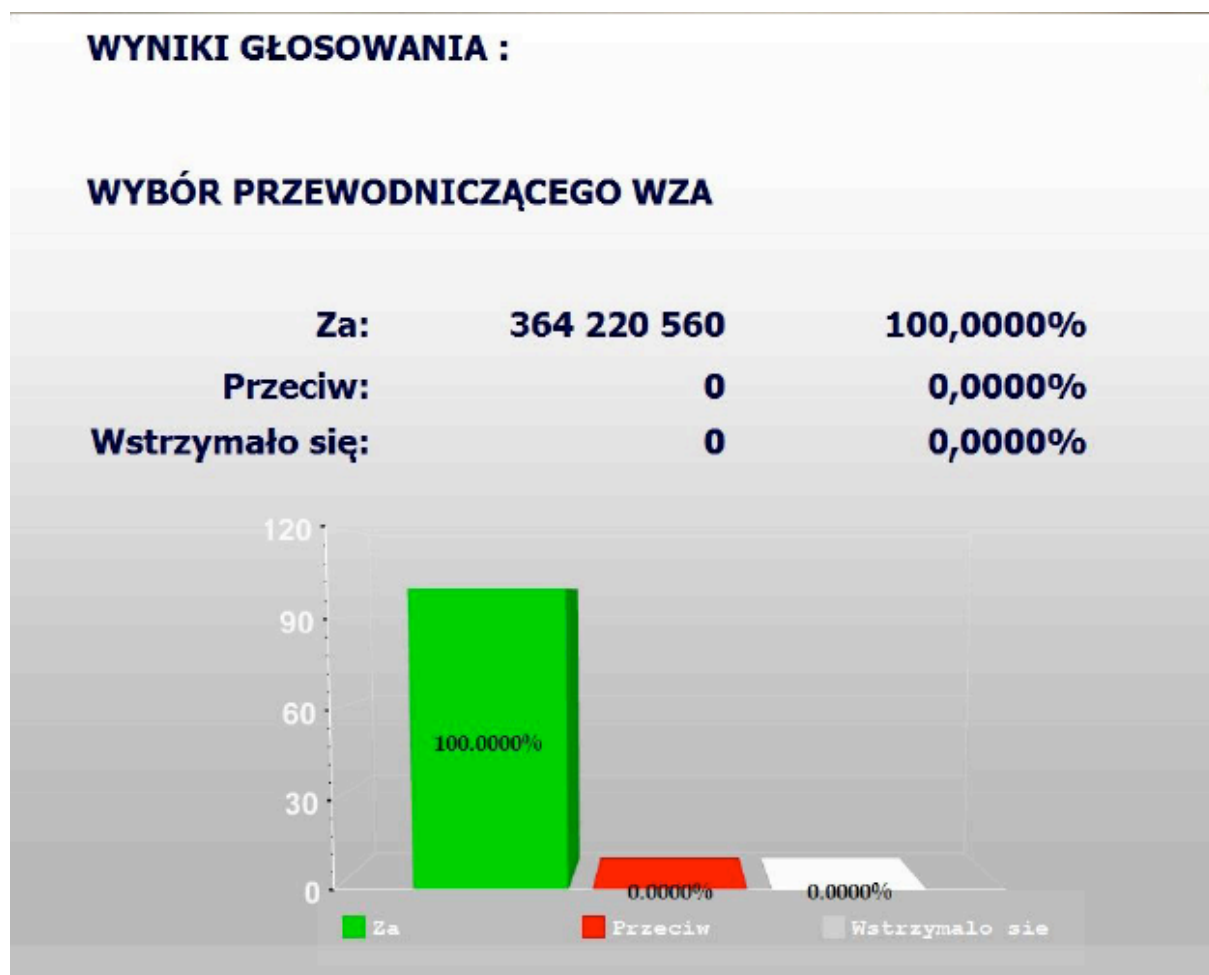 WYNIKI GŁOSOWANIA :
WYBÓR PRZEWODNICZĄCEGO WZA
Za: 364 220 560 100,0000%
Przeciw: 0 0,0000%
Wstrzymało się: 0 0,0000%
120
90
60
30
0
100.0000%
0.0000% 0.0000%
Za Przeciw Wstrzymalo sie